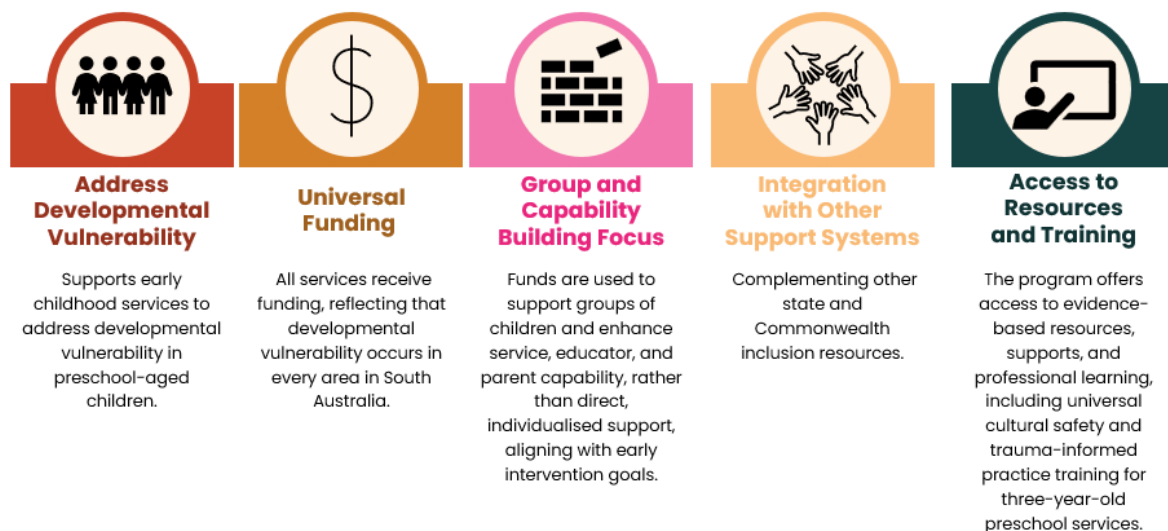 Address
Developmental
Vulnerability
Supports early
childhood services to
address developmental
vulnerability in
preschool-aged
children.
Universal
Funding
All services receive
funding, reflecting that
developmental
vulnerability occurs in
every area in South
Australia.
Group and
Capability
Building Focus
Funds are used to
support groups of
children and enhance
service, educator, and
parent capability, rather
than direct,
individualised support,
aligning with early
intervention goals.
Integration
with Other
Support Systems
Complementing other
state and
Commonwealth
inclusion resources.
Access to
Resources
and Training
The program offers
access to evidence-
based resources,
supports, and
professional learning,
including universal
cultural safety and
trauma-informed
practice training for
three-year-old
preschool services.